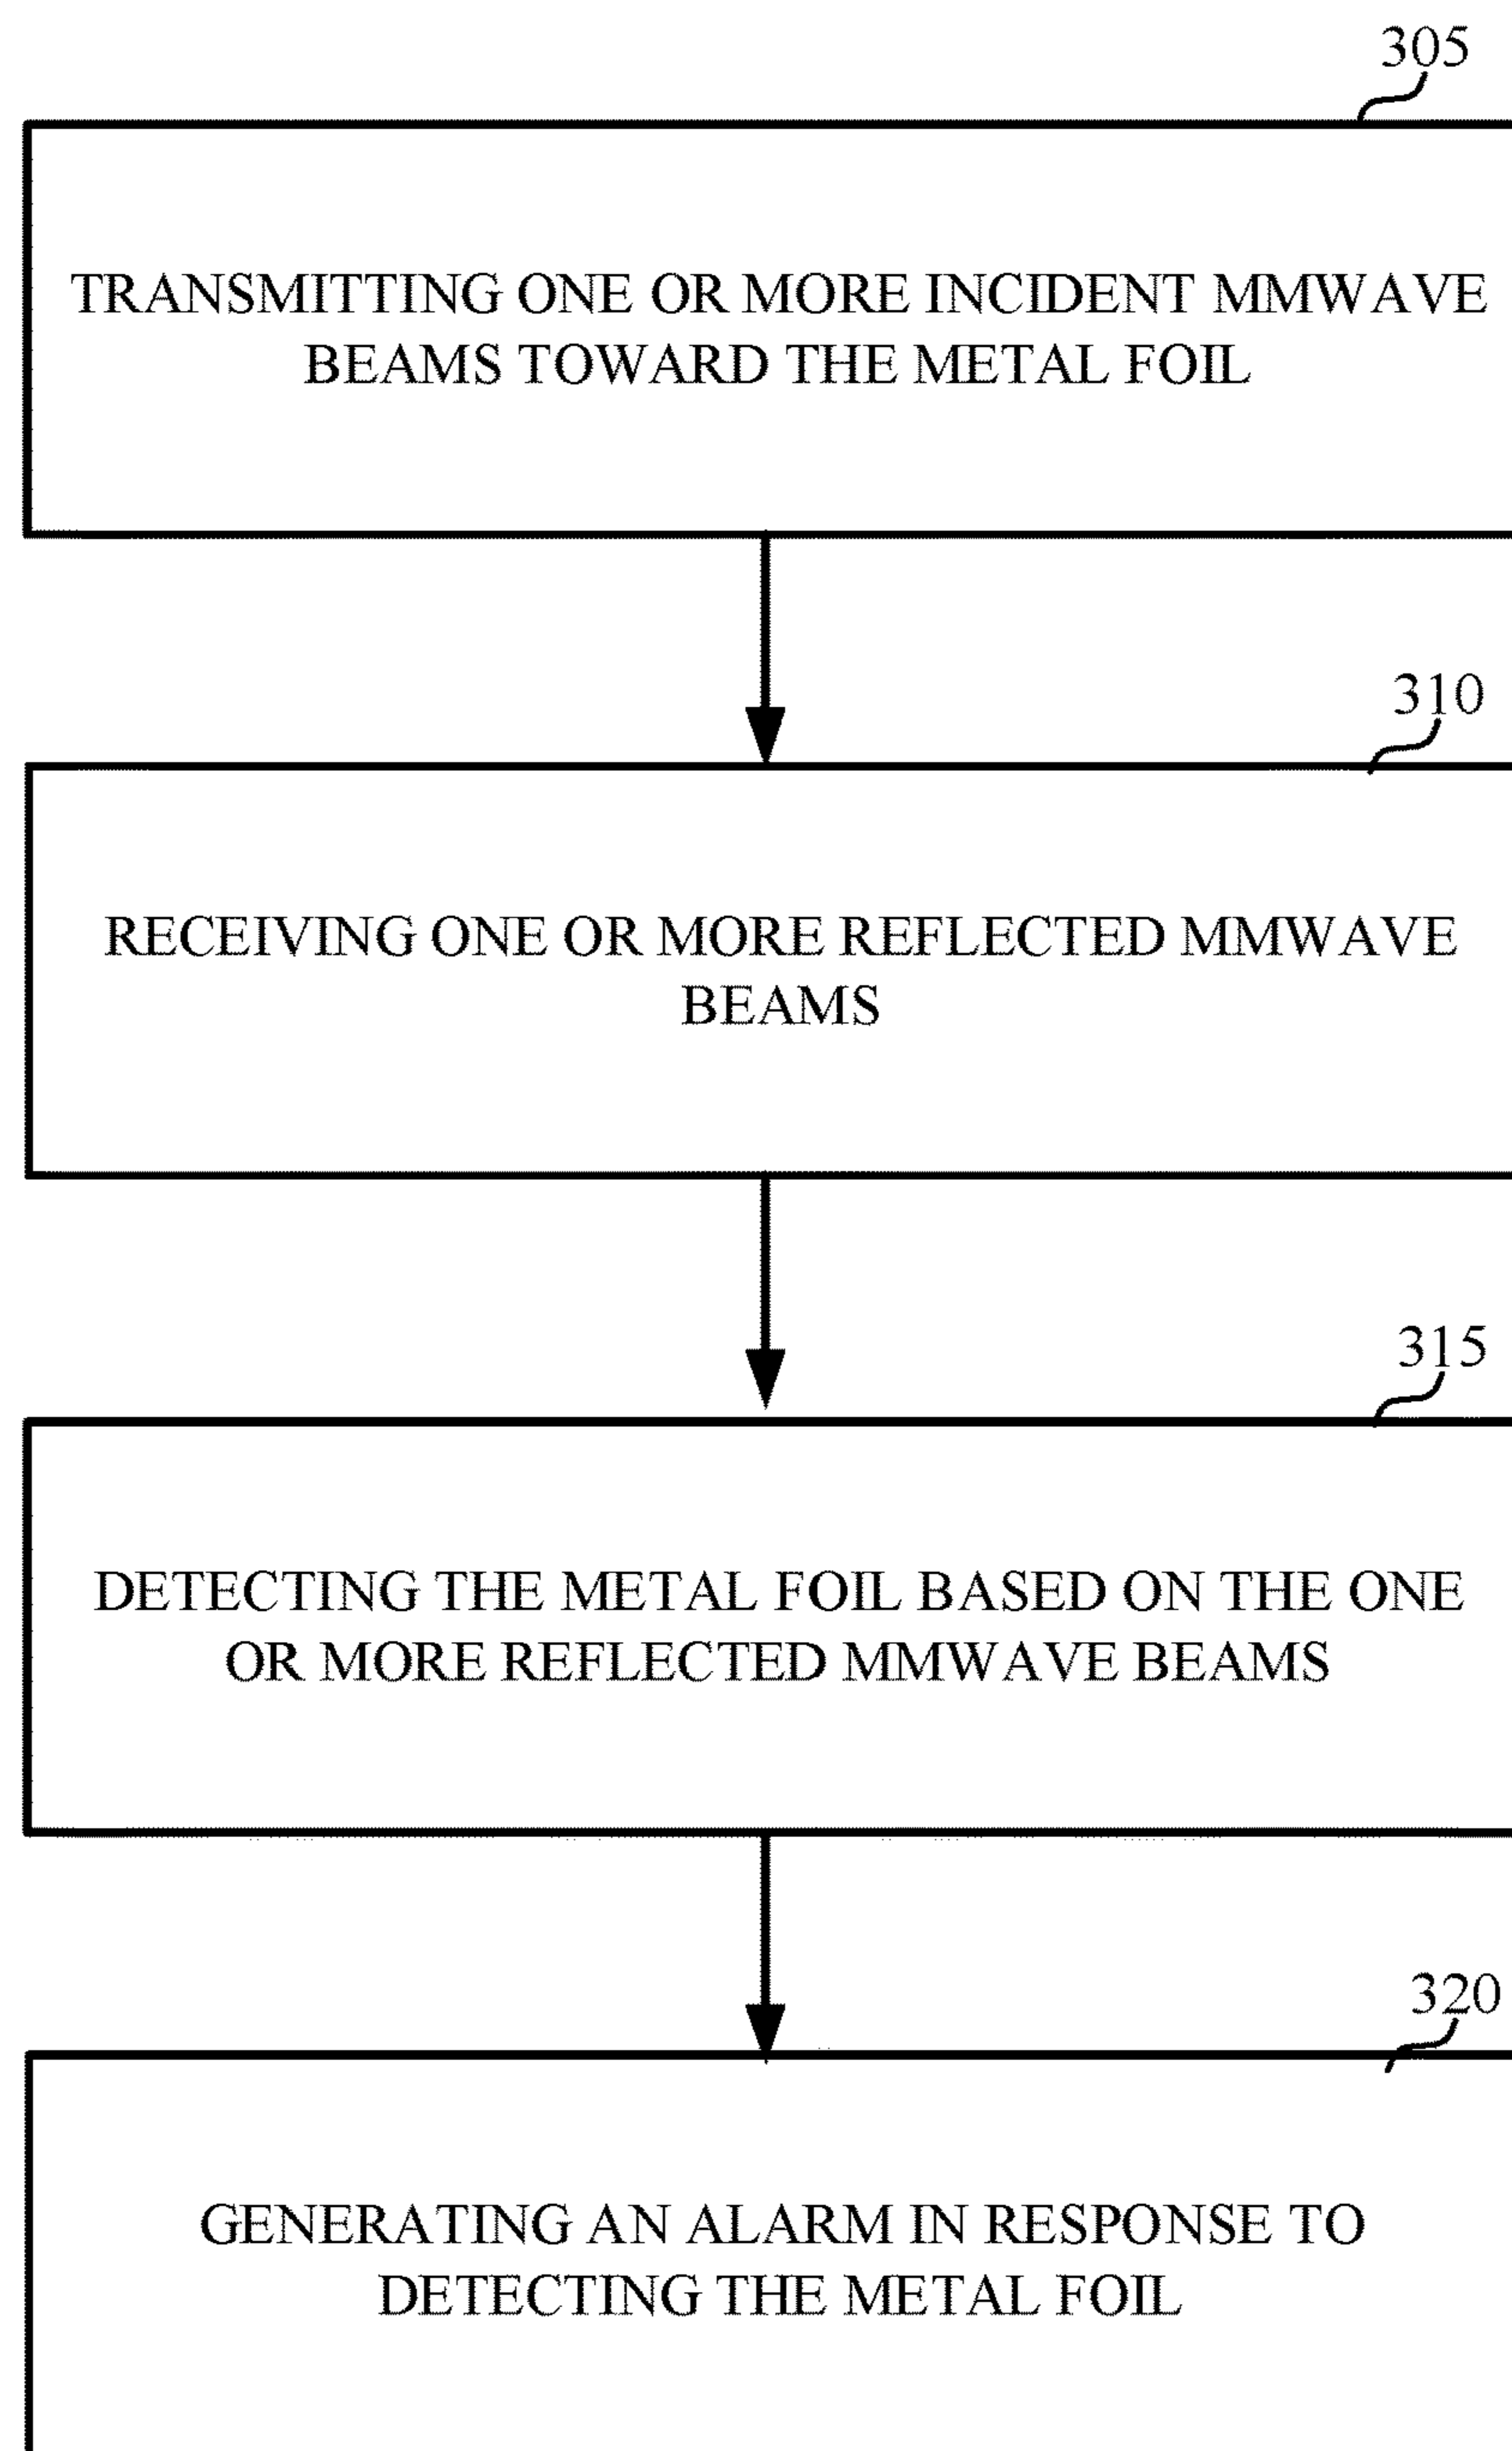 305
TRANSMITTING ONE OR MORE INCIDENT MMWAVE
BEAMS TOWARD THE METAL FOIL
310
RECEIVING ONE OR MORE REFLECTED MMWAVE
BEAMS
315
DETECTING THE METAL FOIL BASED ON THE ONE
OR MORE REFLECTED MMWAVE BEAMS
320
GENERATING AN ALARM IN RESPONSE TO
DETECTING THE METAL FOIL